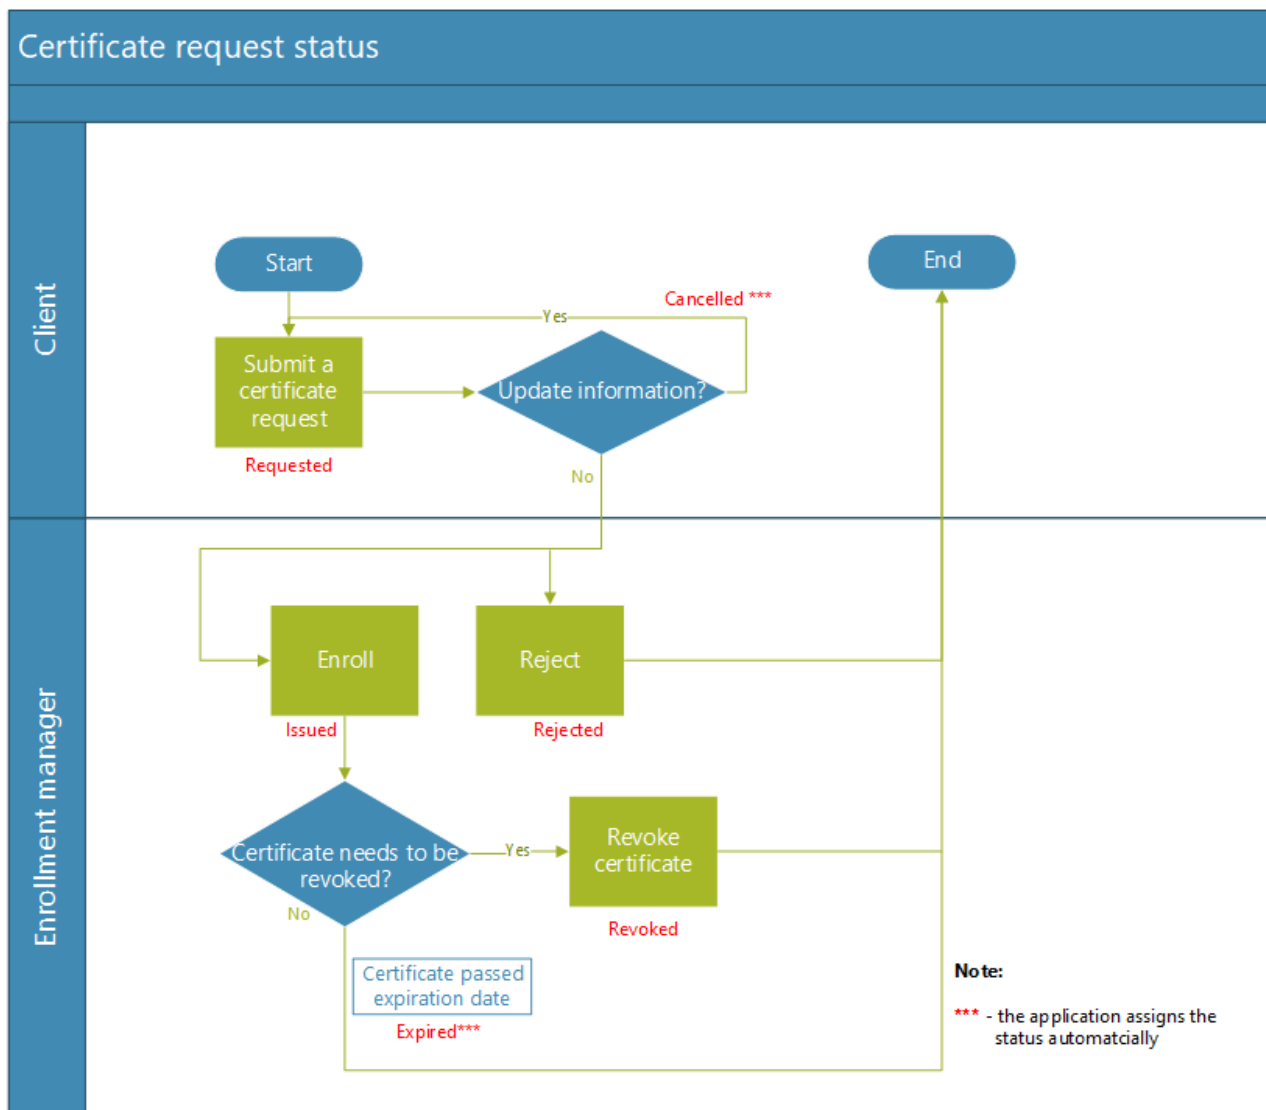 Certificate request status
Client
Start
End
Cancelled ***
Yes
Submit a
certificate
request
Update information?
Requested
No
Enrollment manager
Enroll
Reject
Issued
Rejected
Certificate needs to be
revoked?
Yes
Revoke
certificate
No
Revoked
Certificate passed
expiration date
Expired***
Note:
*** - the application assigns the
status automatcially